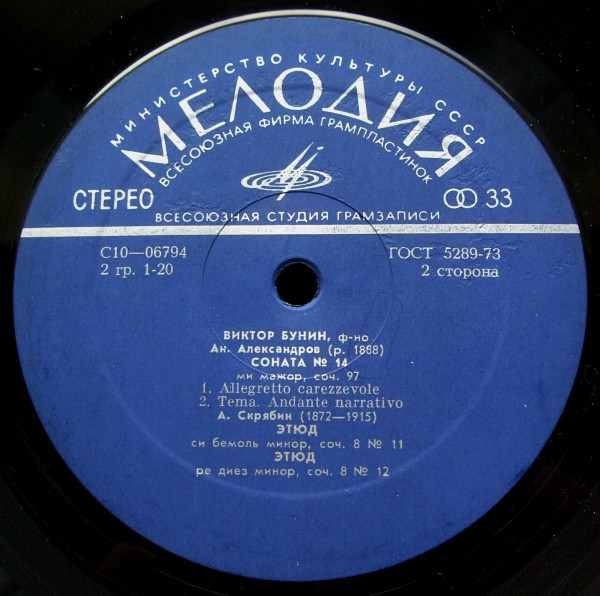 МИНИСТЕРСТВО КУЛЬТУРЫ СССР
МЕЛОДИЯ
ВСЕСОЮЗНАЯ ФИРМА ГРАМПЛАСТИНОК
СТЕРЕО
33
ВСЕСОЮЗНАЯ СТУДИЯ ГРАМЗАПИСИ
С10—06794
ГОСТ 5289-73
2 гр. 1-20
2 сторона
ВИКТОР БУНИН, ф-но
Ан. Александров (р. 1888)
СОНАТА № 14
ми мажор, соч. 97
1. Allegretto carezzevole
2. Tema. Andante narrativo
А. Скрябин (1872—1915)
ЭТЮД
си бемоль минор, соч. 8 № 11
ЭТЮД
ре диез минор, соч. 8 № 12